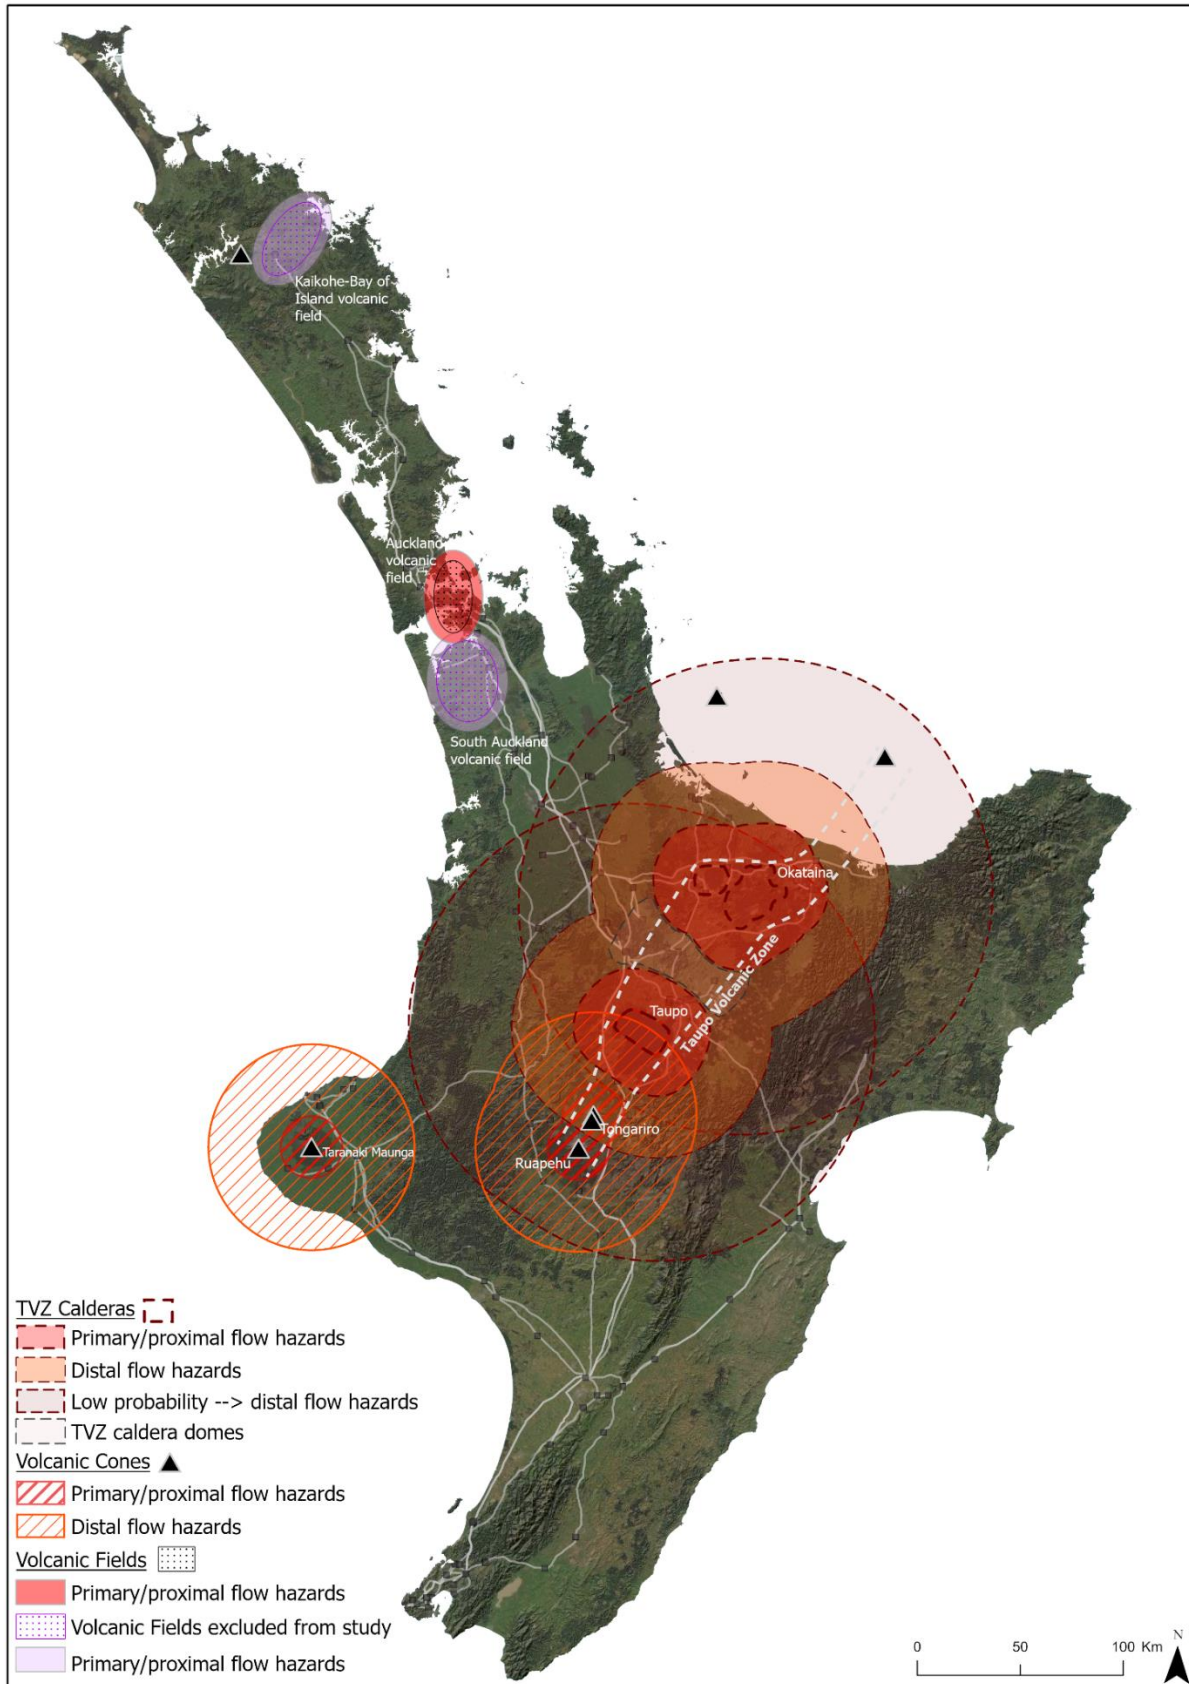 Kaikohe-Bay of
Island volcanic
field
Auckland
volcanic
field
South Auckland
volcanic field
Okataina
Taupo
Taupo Volcanic Zone
Tongariro
Ruapehu
Taranaki Maunga
TVZ Calderas
Primary/proximal flow hazards
Distal flow hazards
Low probability --> distal flow hazards
TVZ caldera domes
Volcanic Cones
Primary/proximal flow hazards
Distal flow hazards
Volcanic Fields
Primary/proximal flow hazards
Volcanic Fields excluded from study
Primary/proximal flow hazards
0 50 100 Km
N